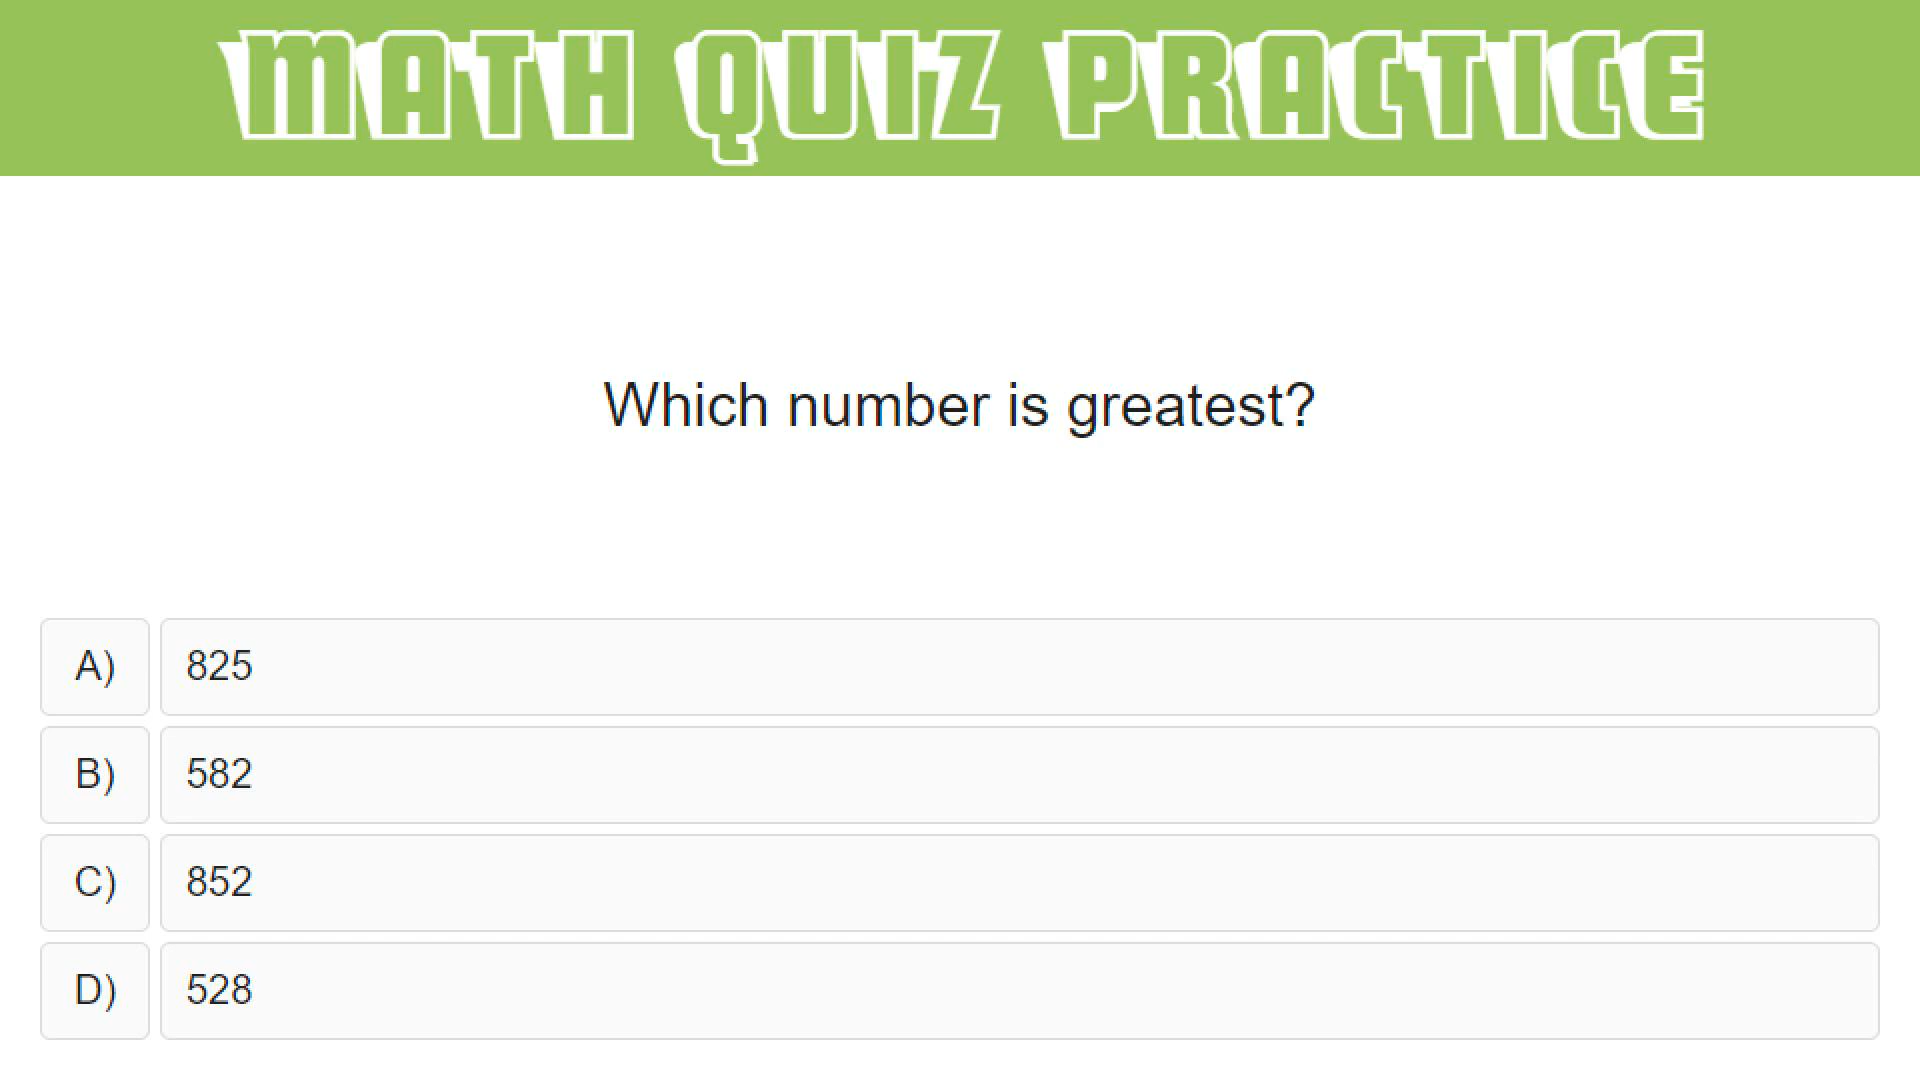 MATH QUIZ PRACTICE
Which number is greatest?
A) 825
B) 582
C) 852
D) 528